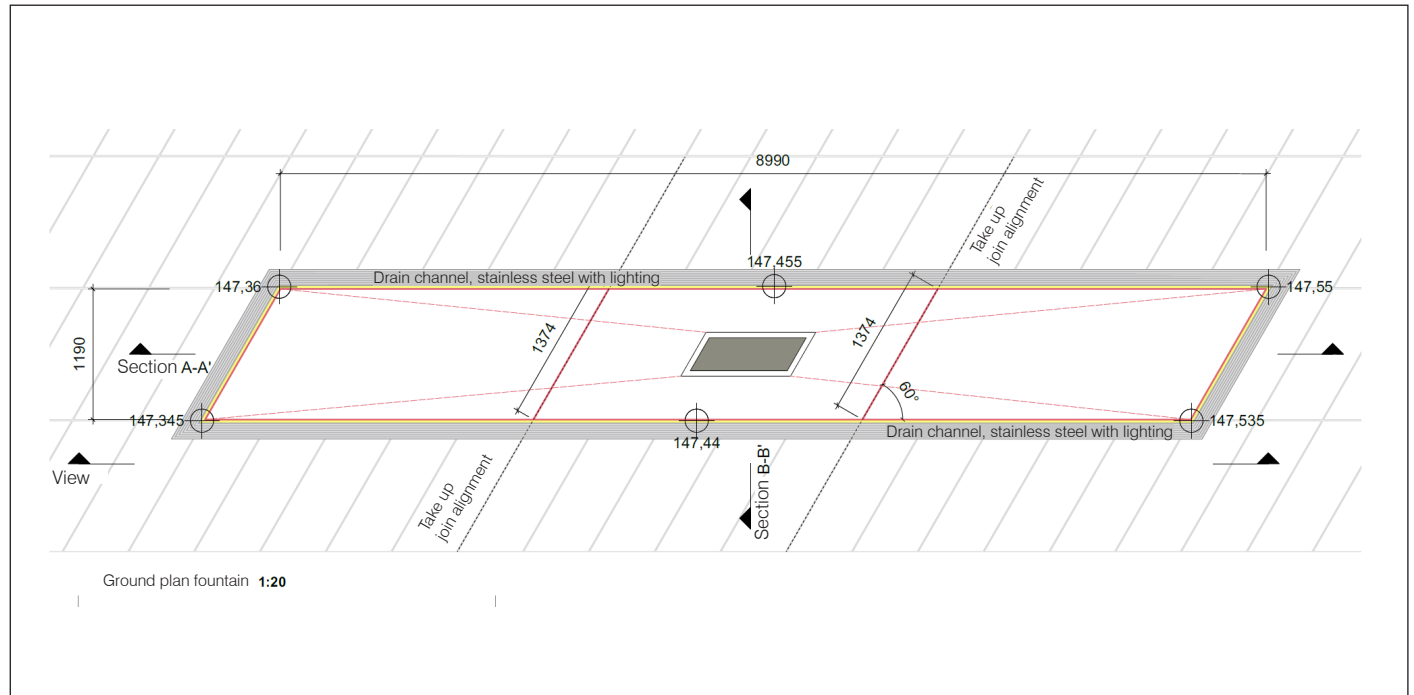 8990
Take up
join alignment
147,455
Drain channel, stainless steel with lighting
147,36
147,55
1190
1374
1374
Section A-A'
60°
147,345
147,44
147,535
Drain channel, stainless steel with lighting
View
Take up
join alignment
Section B-B'
Ground plan fountain 1:20